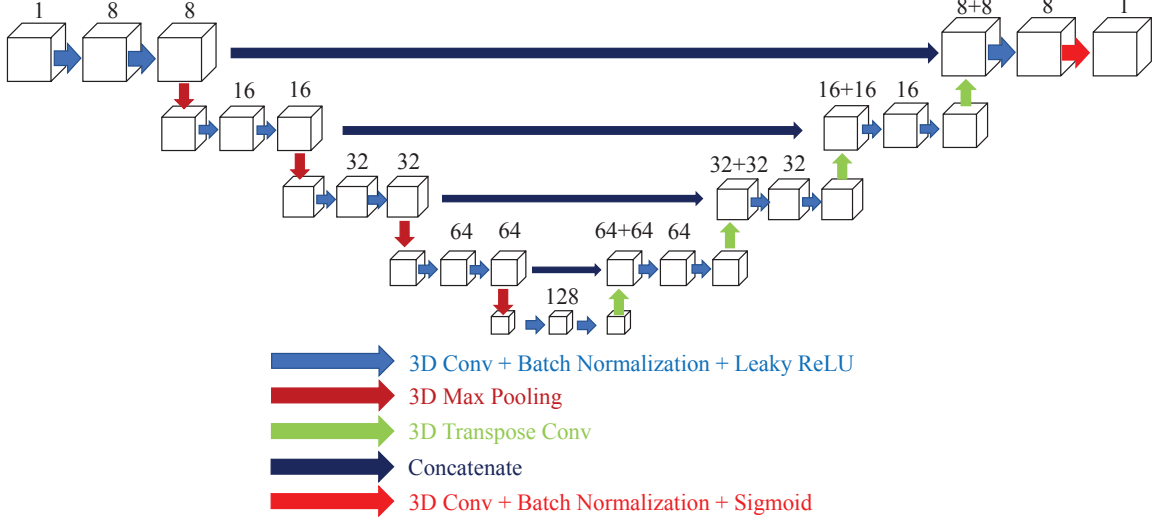 1 8 8 8+8 8 1
16 16 16+16 16
32 32 32+32 32
64 64 64+64 64
128
3D Conv + Batch Normalization + Leaky ReLU
3D Max Pooling
3D Transpose Conv
Concatenate
3D Conv + Batch Normalization + Sigmoid